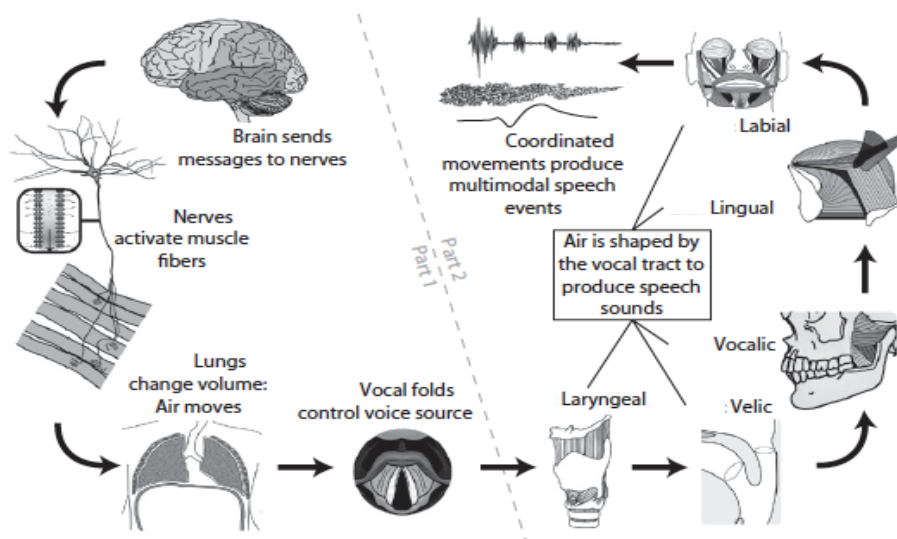 Brain sends
messages to nerves
Nerves
activate muscle
fibers
Lungs
change volume:
Air moves
Vocal folds
control voice source
Part 1
Part 2
: Laryngeal
: Velic
Vocalic
Lingual
: Labial
Air is shaped by
the vocal tract to
produce speech
sounds
Coordinated
movements produce
multimodal speech
events